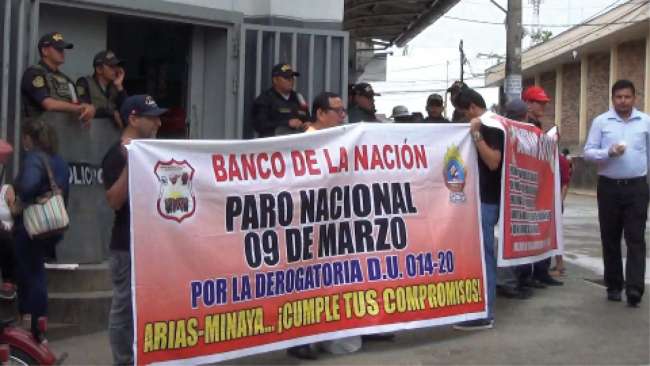 BANCO DE LA NACIÓN
PARO NACIONAL
09 DE MARZO
POR LA DEROGATORIA D.U. 014-20
ARIAS-MINAYA... ¡CUMPLE TUS COMPROMISOS!